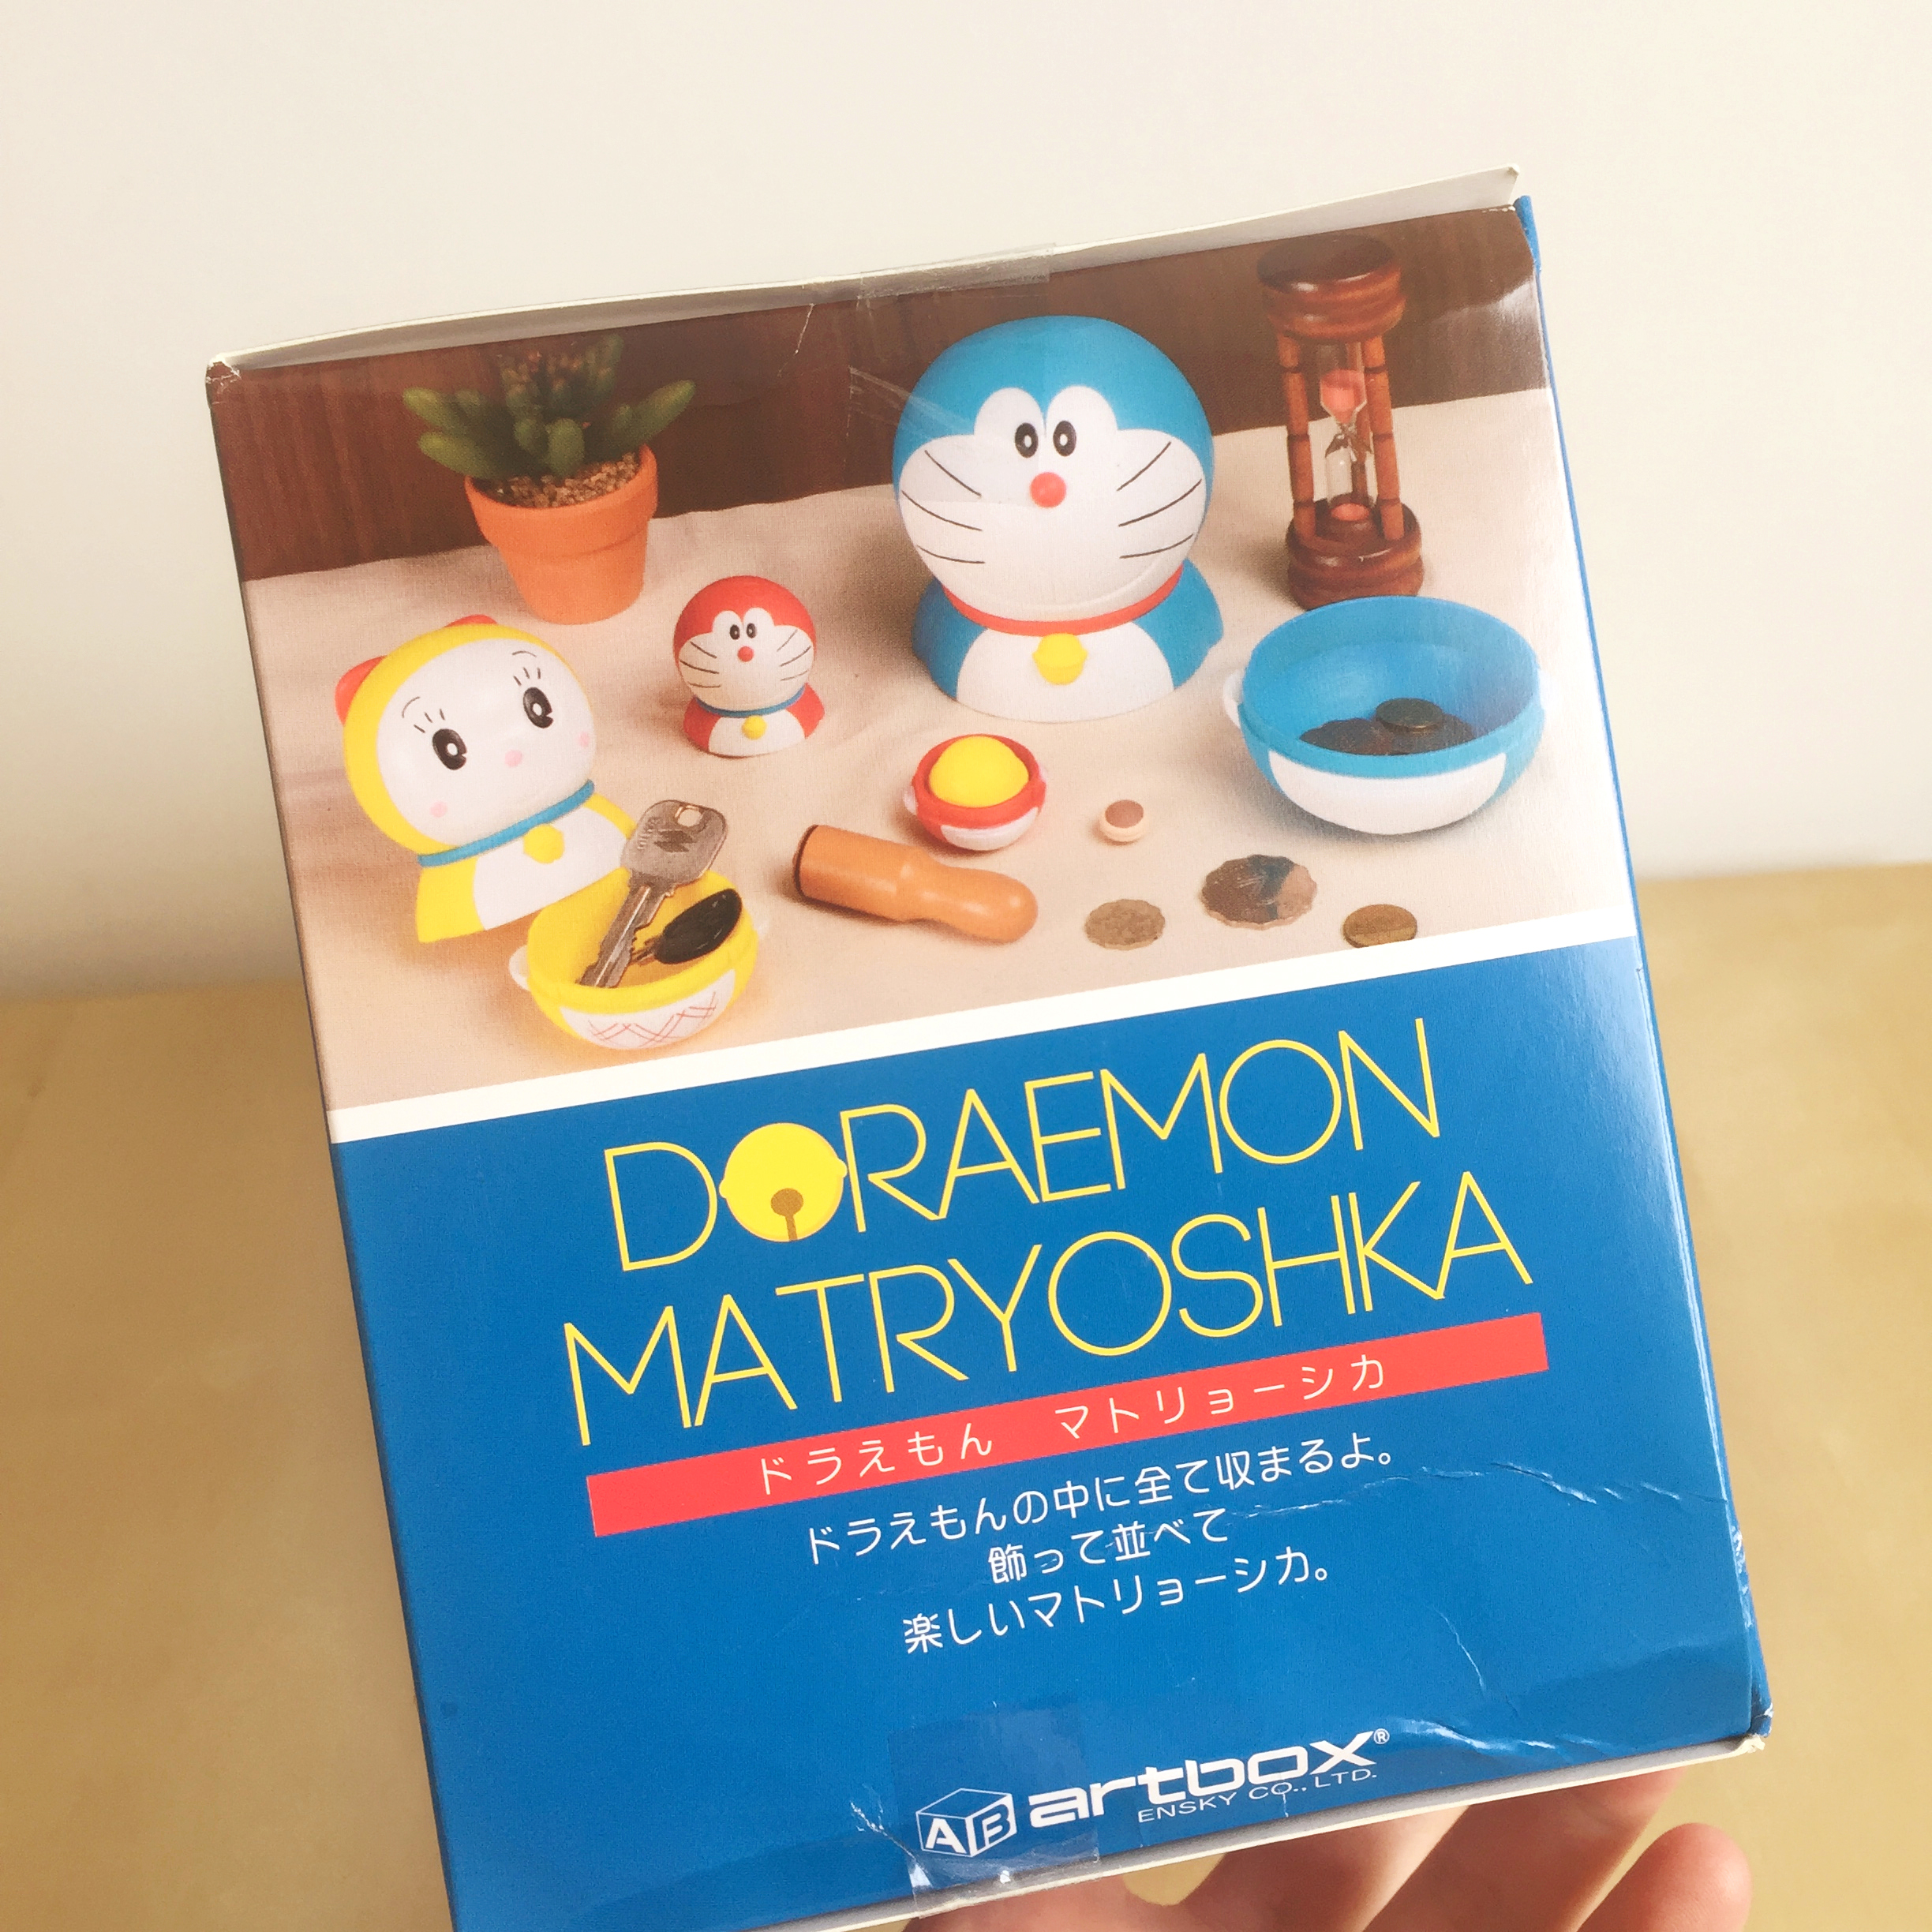 DORAEMON
MATRYOSHKA
ドラえもん マトリョーシカ
ドラえもんの中に全て収まるよ。
飾って並べて
楽しいマトリョーシカ。
AB artbox®
ENSKY CO., LTD.